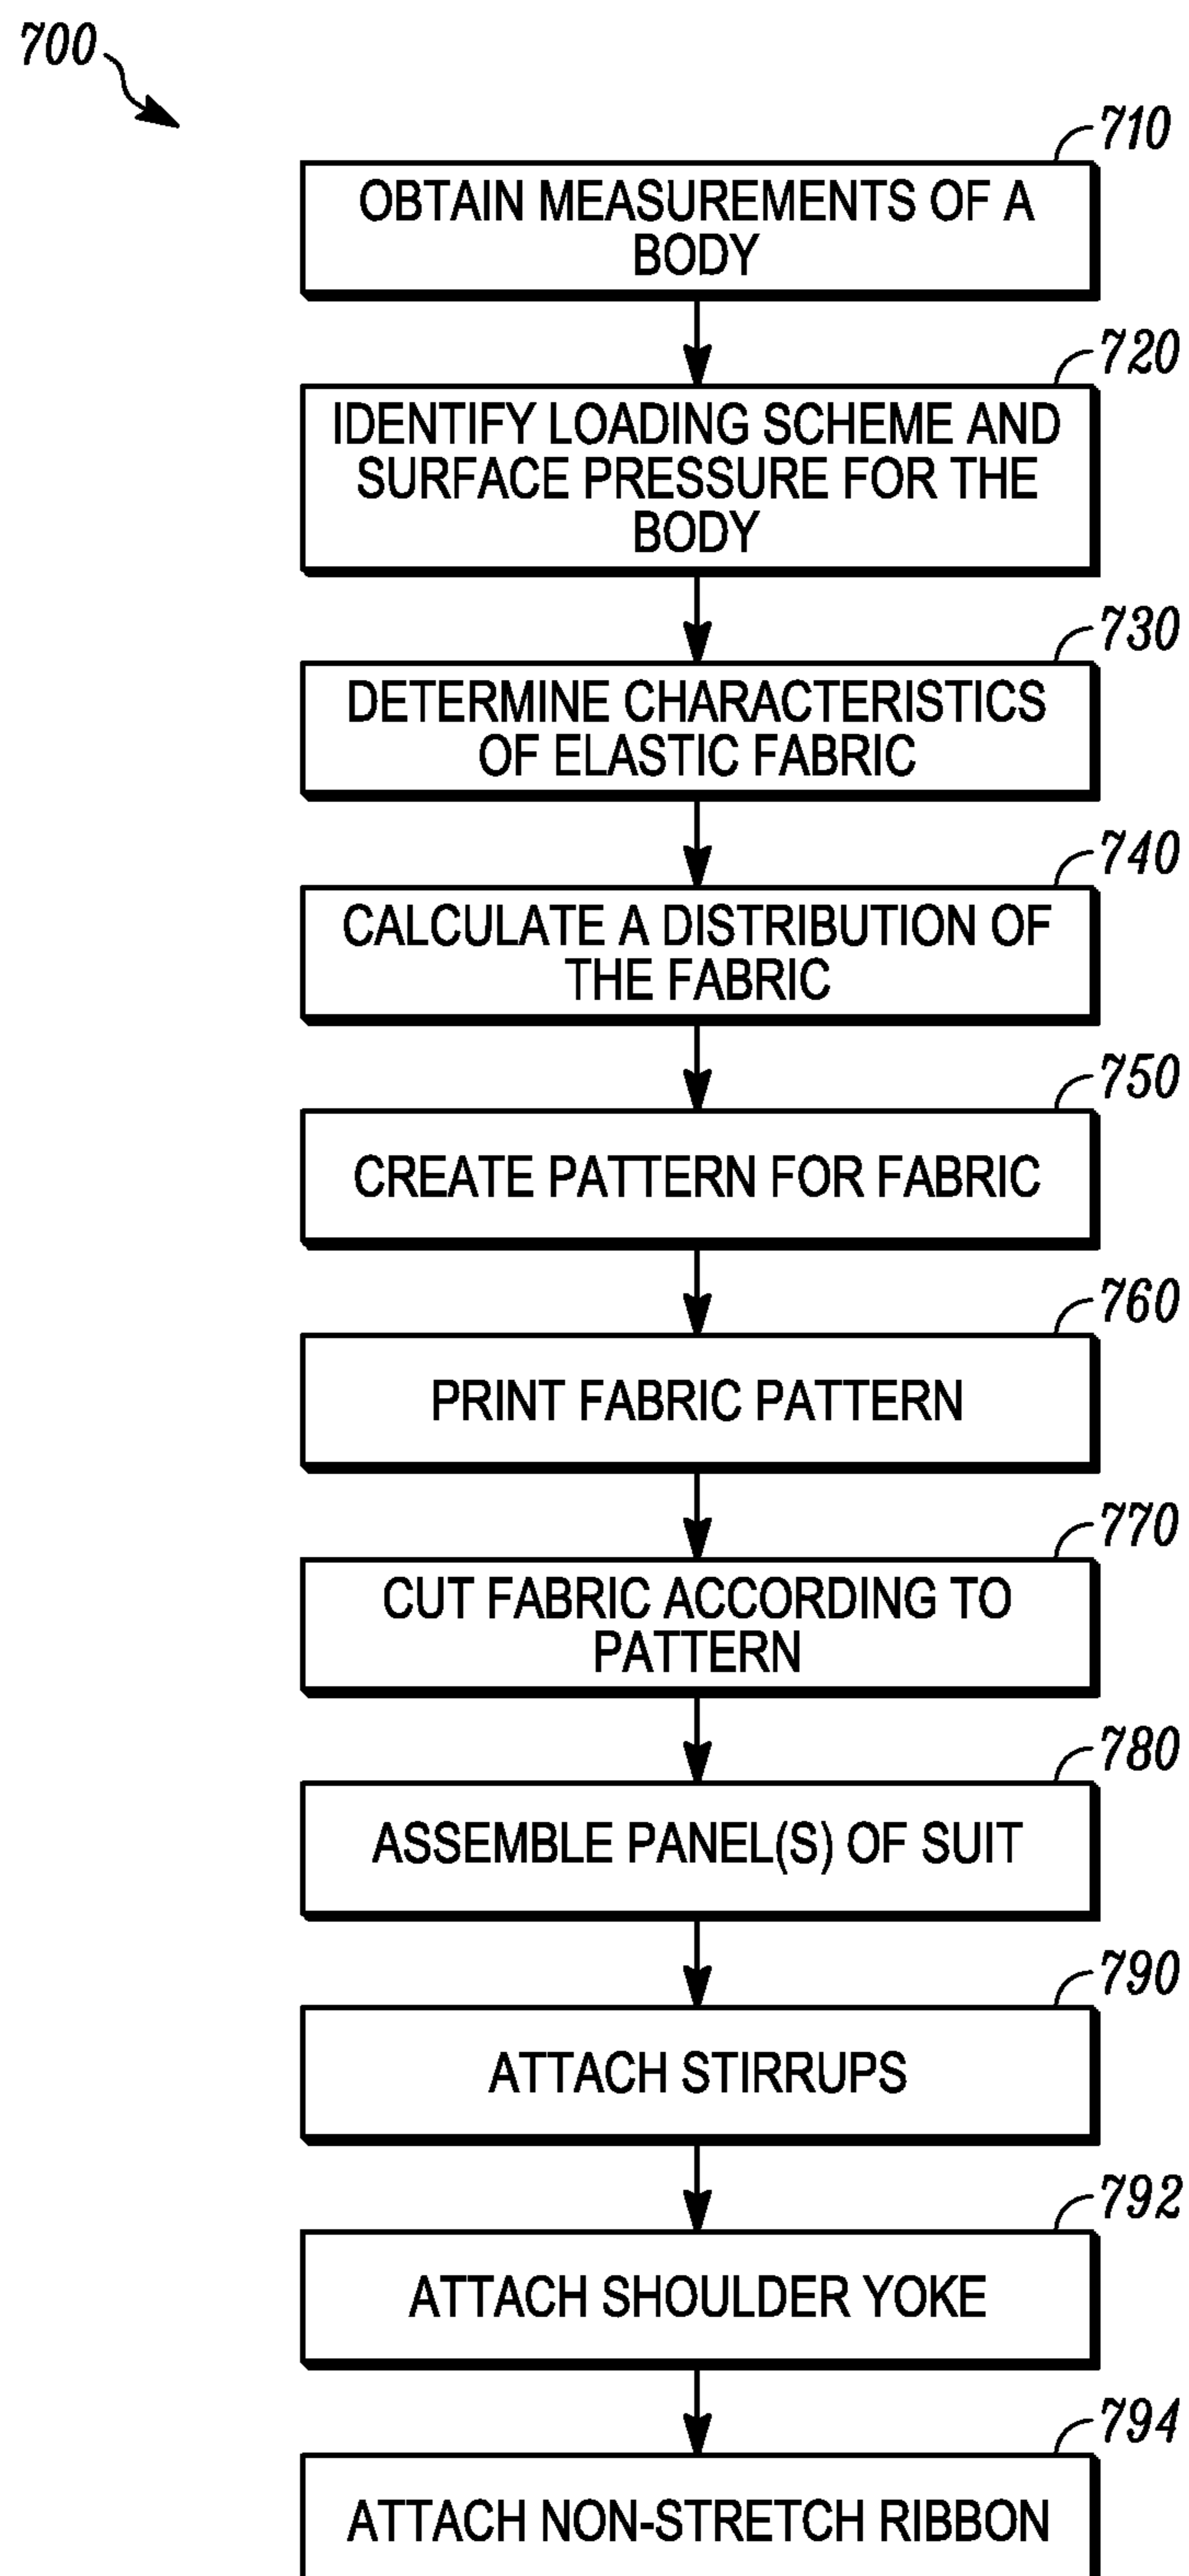 700
710
OBTAIN MEASUREMENTS OF A
BODY
720
IDENTIFY LOADING SCHEME AND
SURFACE PRESSURE FOR THE
BODY
730
DETERMINE CHARACTERISTICS
OF ELASTIC FABRIC
740
CALCULATE A DISTRIBUTION OF
THE FABRIC
750
CREATE PATTERN FOR FABRIC
760
PRINT FABRIC PATTERN
770
CUT FABRIC ACCORDING TO
PATTERN
780
ASSEMBLE PANEL(S) OF SUIT
790
ATTACH STIRRUPS
792
ATTACH SHOULDER YOKE
794
ATTACH NON-STRETCH RIBBON